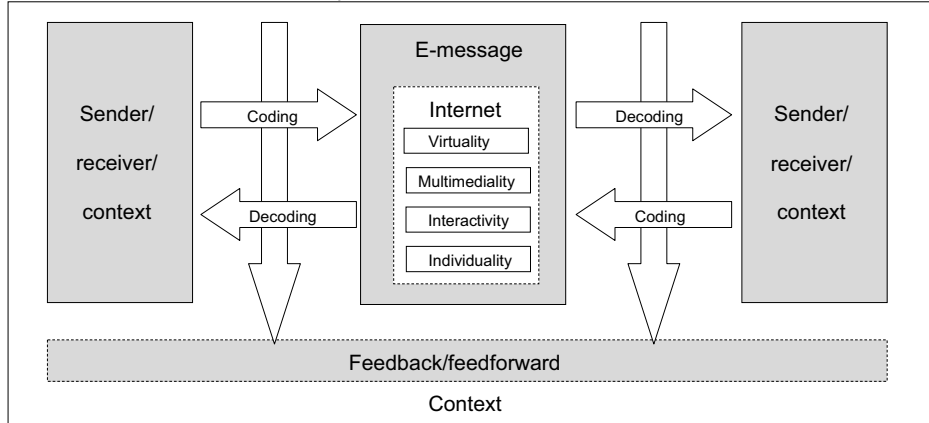 E-message
Sender/
receiver/
context
Coding
Decoding
Internet
Virtuality
Multimediality
Interactivity
Individuality
Decoding
Coding
Sender/
receiver/
context
Feedback/feedforward
Context